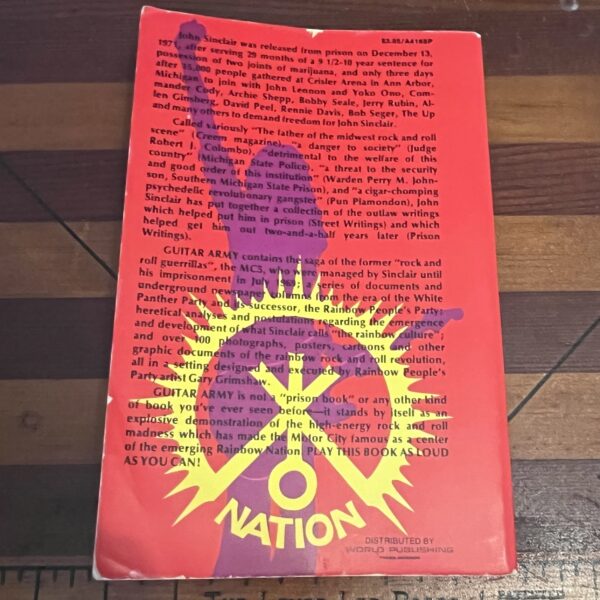 $3.95/A4163P
John Sinclair was released from prison on December 13,
1971, after serving 29 months of a 9 1/2-10 year sentence for
possession of two joints of marijuana, and only three days
after 15,000 people gathered at Crisler Arena in Ann Arbor,
Michigan to join with John Lennon and Yoko Ono, Com-
mander Cody, Archie Shepp, Bobby Seale, Jerry Rubin, Al-
len Ginsberg, David Peel, Rennie Davis, Bob Seger, The Up
and many others to demand freedom for John Sinclair.
Called variously "The father of the midwest rock and roll
scene" (Creem magazine), "a danger to society" (Judge
Robert J. Colombo), "detrimental to the welfare of this
country" (Michigan State Police), "a threat to the security
and good order of this institution" (Warden Perry M. John-
son, Southern Michigan State Prison), and "a cigar-chomping
psychedelic revolutionary gangster" (Pun Plamondon), John
Sinclair has put together a collection of the outlaw writings
which helped put him in prison (Street Writings) and which
helped get him out two-and-a-half years later (Prison
Writings).
GUITAR ARMY contains the saga of the former "rock and
roll guerrillas", the MC5, who were managed by Sinclair until
his imprisonment in July 1969; a series of documents and
underground newspaper columns from the era of the White
Panther Party and its successor, the Rainbow People's Party;
heretical analyses and postulations regarding the emergence
and development of what Sinclair calls "the rainbow culture";
and over 100 photographs, posters, cartoons and other
graphic documents of the rainbow rock and roll revolution,
all in a setting designed and executed by Rainbow People's
Party artist Gary Grimshaw.
GUITAR ARMY is not a "prison book" or any other kind
of book you've ever seen before—it stands by itself as an
explosive demonstration of the high-energy rock and roll
madness which has made the Motor City famous as a center
of the emerging Rainbow Nation. PLAY THIS BOOK AS LOUD
AS YOU CAN!
NATION
DISTRIBUTED BY
WORLD PUBLISHING